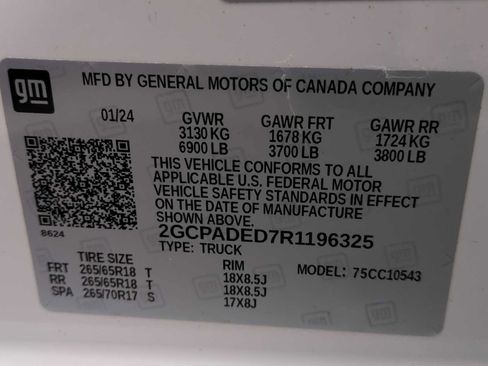 gm
MFD BY GENERAL MOTORS OF CANADA COMPANY
01/24 GVWR GAWR FRT GAWR RR
3130 KG 1678 KG 1724 KG
6900 LB 3700 LB 3800 LB
THIS VEHICLE CONFORMS TO ALL
APPLICABLE U.S. FEDERAL MOTOR
VEHICLE SAFETY STANDARDS IN EFFECT
ON THE DATE OF MANUFACTURE
SHOWN ABOVE.
8624 2GCPADED7R1196325
TYPE: TRUCK
TIRE SIZE RIM MODEL: 75CC10543
FRT 265/65R18 T 18X8.5J
RR 265/65R18 T 18X8.5J
SPA 265/70R17 S 17X8J